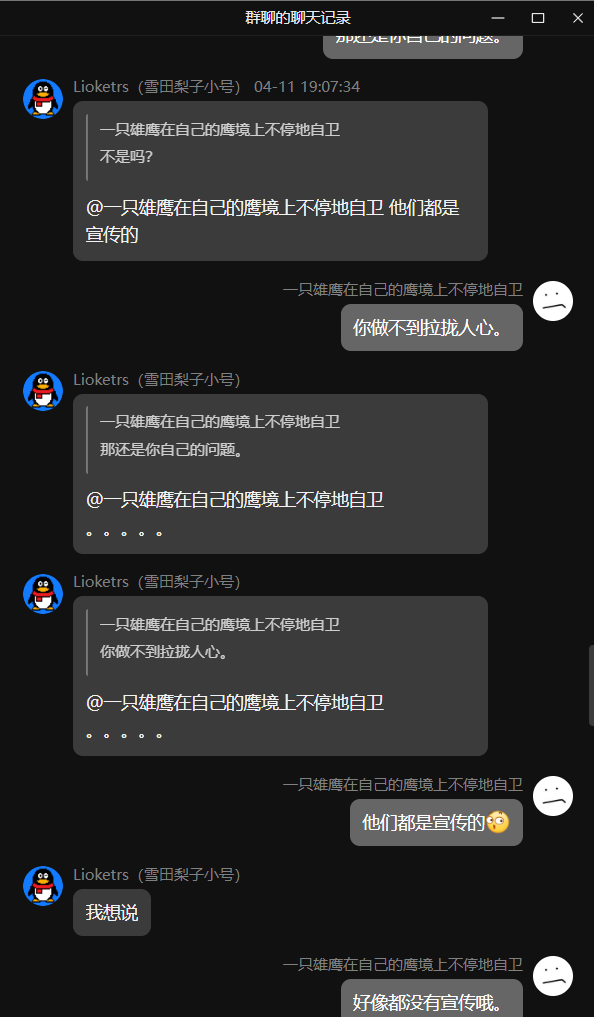 群聊的聊天记录
那还是你自己的问题。
Lioketrs（雪田梨子小号） 04-11 19:07:34
一只雄鹰在自己的鹰境上不停地自卫
不是吗？
@一只雄鹰在自己的鹰境上不停地自卫 他们都是
宣传的
一只雄鹰在自己的鹰境上不停地自卫
你做不到拉拢人心。
Lioketrs（雪田梨子小号）
一只雄鹰在自己的鹰境上不停地自卫
那还是你自己的问题。
@一只雄鹰在自己的鹰境上不停地自卫
。。。。。
Lioketrs（雪田梨子小号）
一只雄鹰在自己的鹰境上不停地自卫
你做不到拉拢人心。
@一只雄鹰在自己的鹰境上不停地自卫
。。。。。
一只雄鹰在自己的鹰境上不停地自卫
他们都是宣传的
Lioketrs（雪田梨子小号）
我想说
一只雄鹰在自己的鹰境上不停地自卫
好像都没有宣传哦。